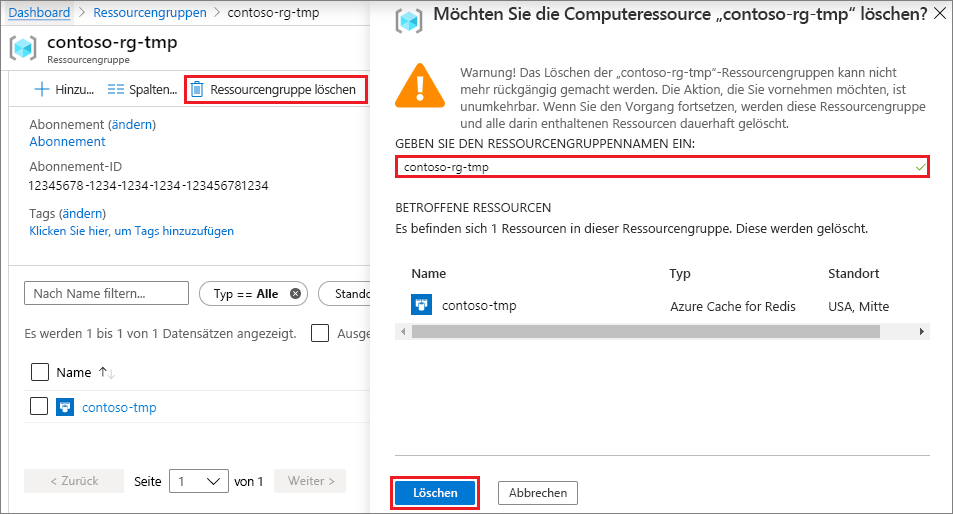 Dashboard > Ressourcengruppen > contoso-rg-tmp
contoso-rg-tmp
Ressourcengruppe
Hinzu... Spalten... Ressourcengruppe löschen
Abonnement (ändern)
Abonnement
Abonnement-ID
12345678-1234-1234-1234-123456781234
Tags (ändern)
Klicken Sie hier, um Tags hinzuzufügen
Nach Name filtern... Typ == Alle Stando
Es werden 1 bis 1 von 1 Datensätzen angezeigt. Ausge
Name
contoso-tmp
< Zurück Seite 1 von 1 Weiter >
Möchten Sie die Computeressource „contoso-rg-tmp“ löschen?
Warnung! Das Löschen der „contoso-rg-tmp“-Ressourcengruppen kann nicht
mehr rückgängig gemacht werden. Die Aktion, die Sie vornehmen möchten, ist
unumkehrbar. Wenn Sie den Vorgang fortsetzen, werden diese Ressourcengruppe
und alle darin enthaltenen Ressourcen dauerhaft gelöscht.
GEBEN SIE DEN RESSOURCENGRUPPENNAMEN EIN:
contoso-rg-tmp
BETROFFENE RESSOURCEN
Es befinden sich 1 Ressourcen in dieser Ressourcengruppe. Diese werden gelöscht.
Name Typ Standort
contoso-tmp Azure Cache for Redis USA, Mitte
Löschen Abbrechen